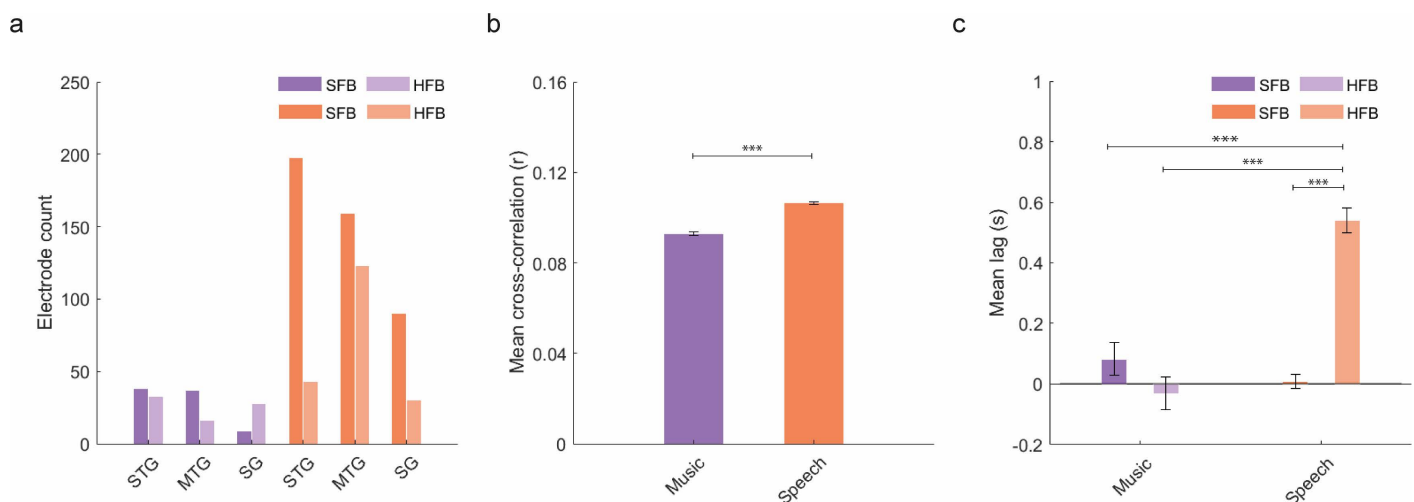 a
SFB HFB
SFB HFB
250
200
150
100
50
0
Electrode count
STG MTG SG STG MTG SG
b
0.16
0.12
0.08
0.04
0
Mean cross-correlation (r)
***
Music Speech
c
SFB HFB
SFB HFB
1
0.8
0.6
0.4
0.2
0
-0.2
Mean lag (s)
***
***
***
Music Speech